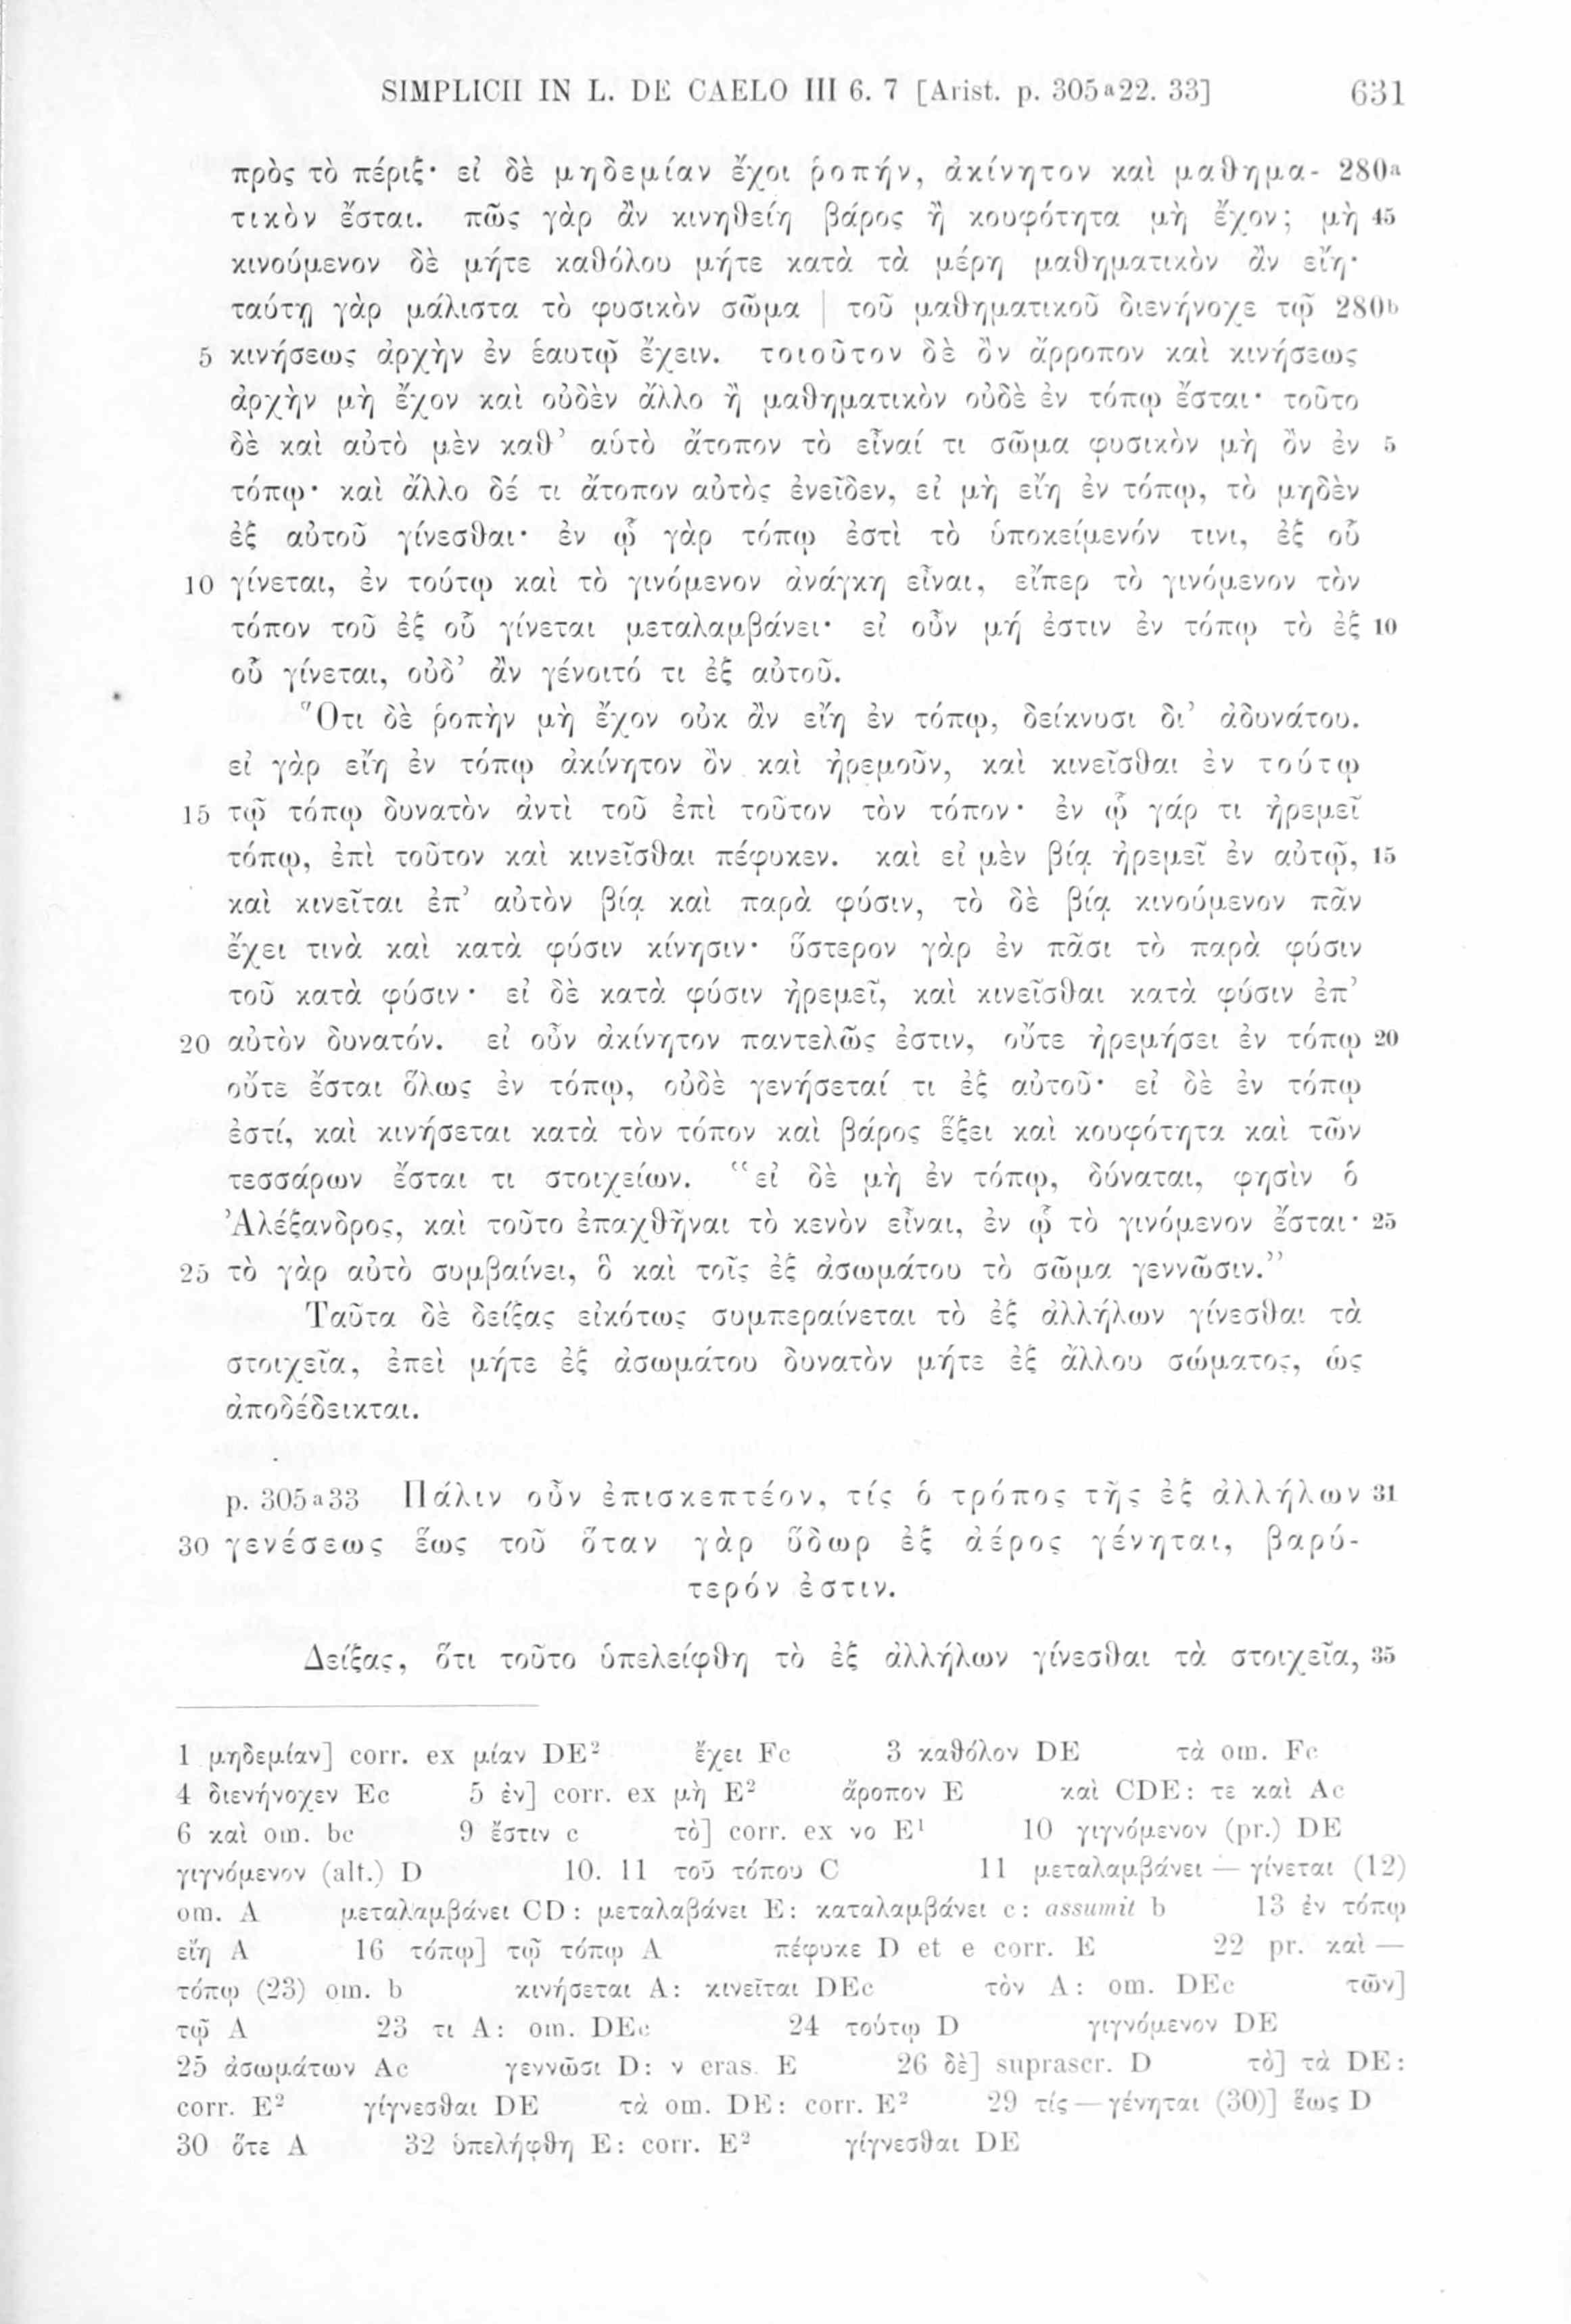 SIMPLICII IN L. DE CAELO III 6. 7 [Arist. p. 305ᵃ22. 33] 631
πρὸς τὸ πέριξ· εἰ δὲ μηδεμίαν ἔχοι ῥοπήν, ἀκίνητον καὶ μαθημα- 280ᵃ
τικὸν ἔσται. πῶς γὰρ ἂν κινηθείη βάρος ἢ κουφότητα μὴ ἔχον; μὴ 45
κινούμενον δὲ μήτε καθόλου μήτε κατὰ τὰ μέρη μαθηματικὸν ἂν εἴη·
ταύτῃ γὰρ μάλιστα τὸ φυσικὸν σῶμα | τοῦ μαθηματικοῦ διενήνοχε τῷ 280ᵇ
5 κινήσεως ἀρχὴν ἐν ἑαυτῷ ἔχειν. τοιοῦτον δὲ ὂν ἄρροπον καὶ κινήσεως
ἀρχὴν μὴ ἔχον καὶ οὐδὲν ἄλλο ἢ μαθηματικὸν οὐδὲ ἐν τόπῳ ἔσται· τοῦτο
δὲ καὶ αὐτὸ μὲν καθ’ αὑτὸ ἄτοπον τὸ εἶναί τι σῶμα φυσικὸν μὴ ὂν ἐν 5
τόπῳ· καὶ ἄλλο δέ τι ἄτοπον αὐτὸς ἐνεῖδεν, εἰ μὴ εἴη ἐν τόπῳ, τὸ μηδὲν
ἐξ αὐτοῦ γίνεσθαι· ἐν ᾧ γὰρ τόπῳ ἐστὶ τὸ ὑποκείμενόν τινι, ἐξ οὗ
10 γίνεται, ἐν τούτῳ καὶ τὸ γινόμενον ἀνάγκη εἶναι, εἴπερ τὸ γινόμενον τὸν
τόπον τοῦ ἐξ οὗ γίνεται μεταλαμβάνει· εἰ οὖν μή ἐστιν ἐν τόπῳ τὸ ἐξ 10
οὗ γίνεται, οὐδ’ ἂν γένοιτό τι ἐξ αὐτοῦ.
Ὅτι δὲ ῥοπὴν μὴ ἔχον οὐκ ἂν εἴη ἐν τόπῳ, δείκνυσι δι’ ἀδυνάτου.
εἰ γὰρ εἴη ἐν τόπῳ ἀκίνητον ὂν καὶ ἠρεμοῦν, καὶ κινεῖσθαι ἐν τούτῳ
15 τῷ τόπῳ δυνατὸν ἀντὶ τοῦ ἐπὶ τοῦτον τὸν τόπον· ἐν ᾧ γάρ τι ἠρεμεῖ
τόπῳ, ἐπὶ τοῦτον καὶ κινεῖσθαι πέφυκεν. καὶ εἰ μὲν βίᾳ ἠρεμεῖ ἐν αὐτῷ, 15
καὶ κινεῖται ἐπ’ αὐτὸν βίᾳ καὶ παρὰ φύσιν, τὸ δὲ βίᾳ κινούμενον πᾶν
ἔχει τινὰ καὶ κατὰ φύσιν κίνησιν· ὕστερον γὰρ ἐν πᾶσι τὸ παρὰ φύσιν
τοῦ κατὰ φύσιν· εἰ δὲ κατὰ φύσιν ἠρεμεῖ, καὶ κινεῖσθαι κατὰ φύσιν ἐπ’
20 αὐτὸν δυνατόν. εἰ οὖν ἀκίνητον παντελῶς ἐστιν, οὔτε ἠρεμήσει ἐν τόπῳ 20
οὔτε ἔσται ὅλως ἐν τόπῳ, οὐδὲ γενήσεταί τι ἐξ αὐτοῦ· εἰ δὲ ἐν τόπῳ
ἐστί, καὶ κινήσεται κατὰ τὸν τόπον καὶ βάρος ἕξει καὶ κουφότητα καὶ τῶν
τεσσάρων ἔσται τι στοιχείων. “εἰ δὲ μὴ ἐν τόπῳ, δύναται, φησὶν ὁ
Ἀλέξανδρος, καὶ τοῦτο ἐπαχθῆναι τὸ κενὸν εἶναι, ἐν ᾧ τὸ γινόμενον ἔσται· 25
25 τὸ γὰρ αὐτὸ συμβαίνει, ὃ καὶ τοῖς ἐξ ἀσωμάτου τὸ σῶμα γεννῶσιν.”
Ταῦτα δὲ δείξας εἰκότως συμπεραίνεται τὸ ἐξ ἀλλήλων γίνεσθαι τὰ
στοιχεῖα, ἐπεὶ μήτε ἐξ ἀσωμάτου δυνατὸν μήτε ἐξ ἄλλου σώματος, ὡς
ἀποδέδεικται.
p. 305ᵃ33 Πάλιν οὖν ἐπισκεπτέον, τίς ὁ τρόπος τῆς ἐξ ἀλλήλων 31
30 γενέσεως ἕως τοῦ ὅταν γὰρ ὕδωρ ἐξ ἀέρος γένηται, βαρύ-
τερόν ἐστιν.
Δείξας, ὅτι τοῦτο ὑπελείφθη τὸ ἐξ ἀλλήλων γίνεσθαι τὰ στοιχεῖα, 35
1 μηδεμίαν] corr. ex μίαν DE² ἔχει Fc 3 καθόλον DE τὰ om. Fc
4 διενήνοχεν Ec 5 ἐν] corr. ex μὴ E² ἄροπον E καὶ CDE: τε καὶ Ac
6 καὶ om. bc 9 ἔστιν c τὸ] corr. ex νο E¹ 10 γιγνόμενον (pr.) DE
γιγνόμενον (alt.) D 10. 11 τοῦ τόπου C 11 μεταλαμβάνει — γίνεται (12)
om. A μεταλαμβάνει CD: μεταλαβάνει E: καταλαμβάνει c: assumit b 13 ἐν τόπῳ
εἴη A 16 τόπῳ] τῷ τόπῳ A πέφυκε D et e corr. E 22 pr. καὶ —
τόπῳ (23) om. b κινήσεται A: κινεῖται DEc τὸν A: om. DEc τῶν]
τῷ A 23 τι A: om. DEc 24 τούτῳ D γιγνόμενον DE
25 ἀσωμάτων Ac γεννῶσι D: ν eras. E 26 δὲ] suprascr. D τὸ] τὰ DE:
corr. E² γίγνεσθαι DE τὰ om. DE: corr. E² 29 τίς — γένηται (30)] ἕως D
30 ὅτε A 32 ὑπελήφθη E: corr. E² γίγνεσθαι DE